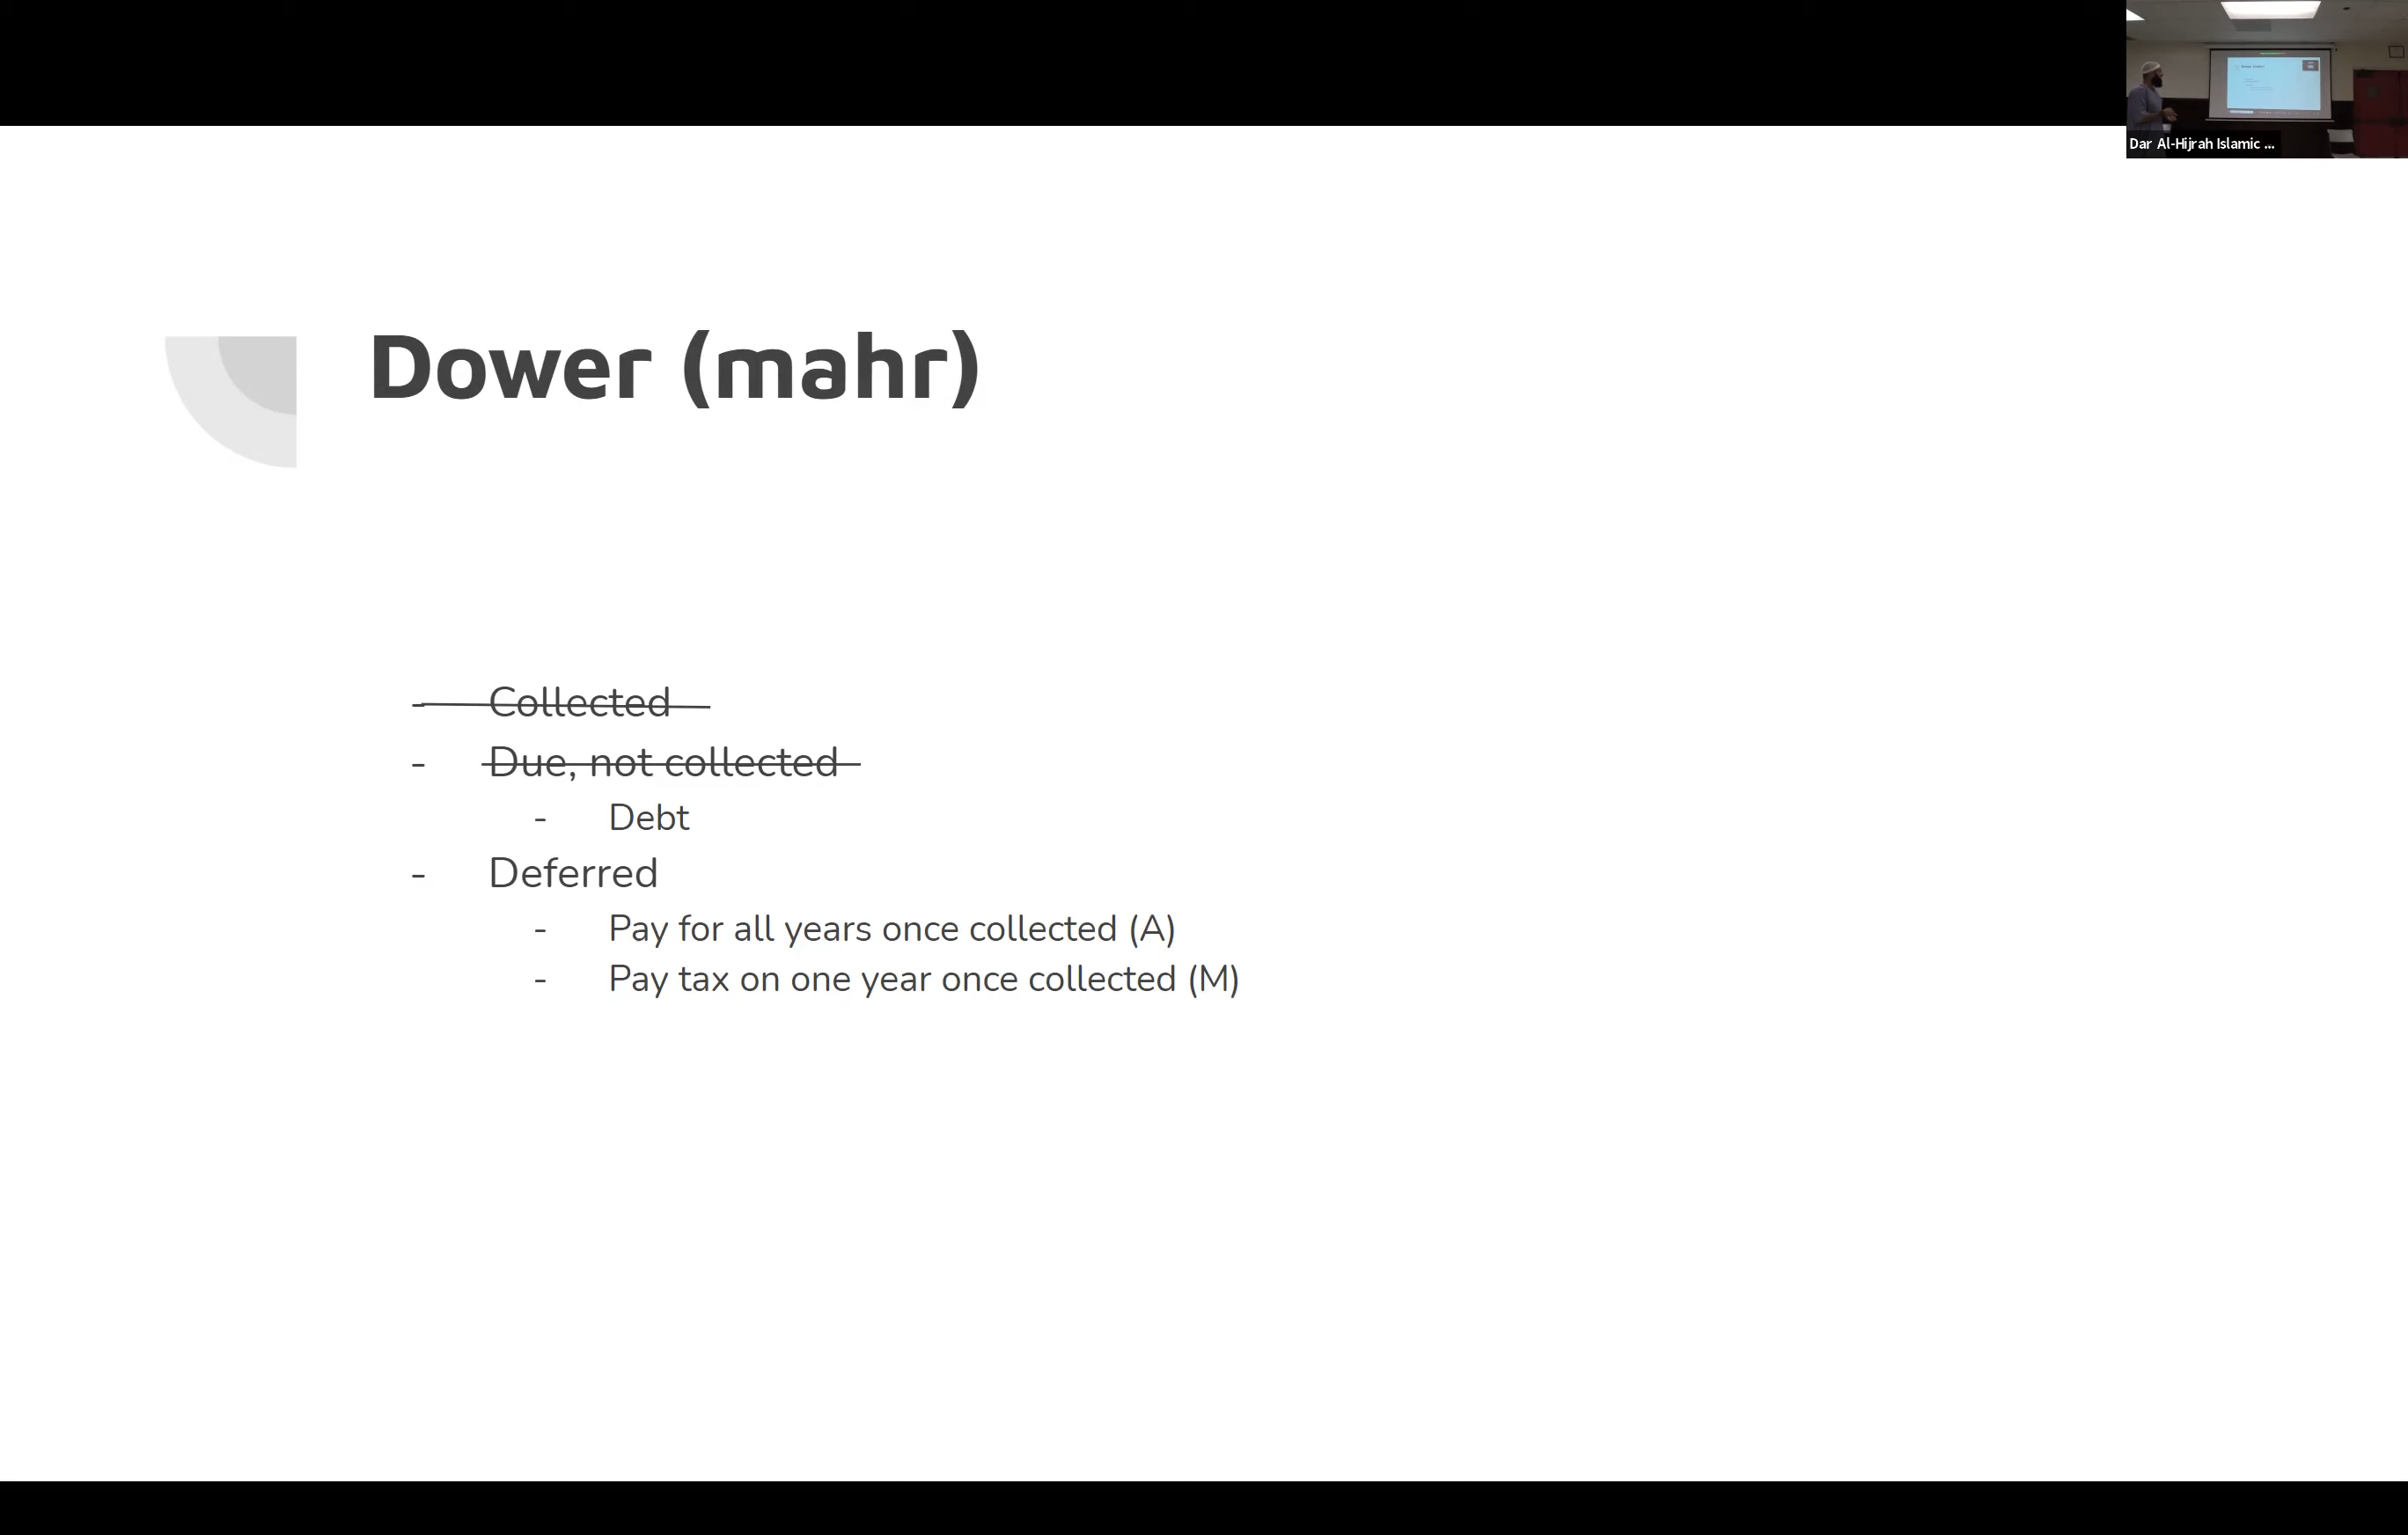 Dar Al-Hijrah Islamic ...
Dower (mahr)
- Collected
- Due, not collected
- Debt
- Deferred
- Pay for all years once collected (A)
- Pay tax on one year once collected (M)